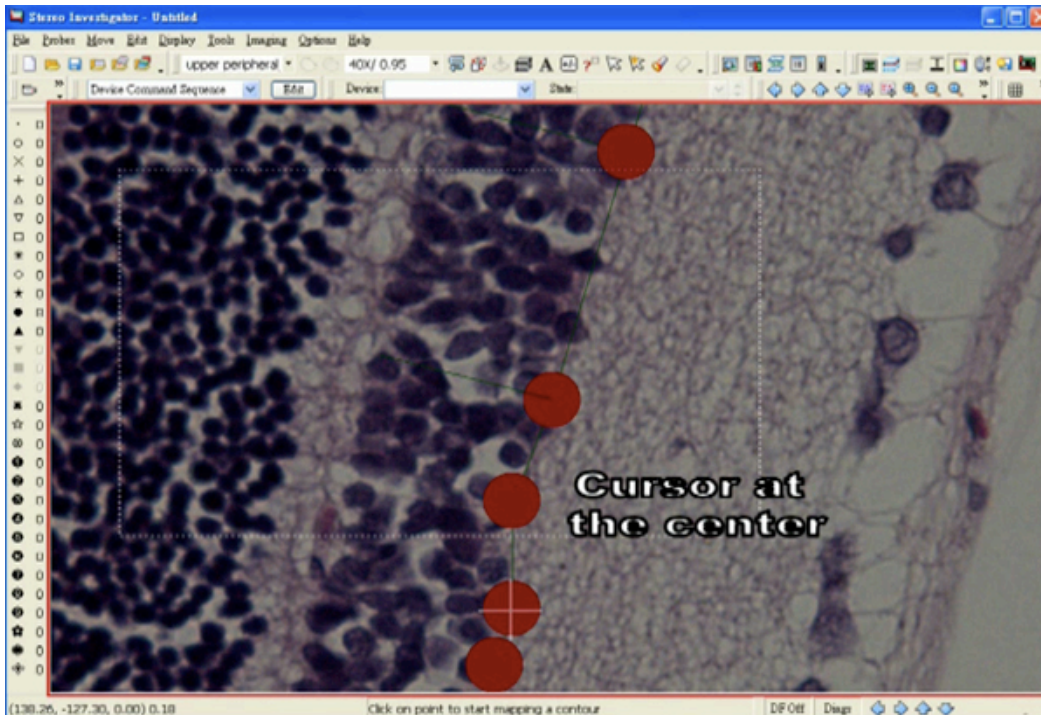 Stereo Investigator - Untitled
File Probes Move Edit Display Tools Imaging Options Help
upper peripheral 40X/ 0.95
Device Command Sequence Edit Device: State:
Cursor at
the center
(138.26, -127.30, 0.00) 0.18 Click on point to start mapping a contour DF Off Diags